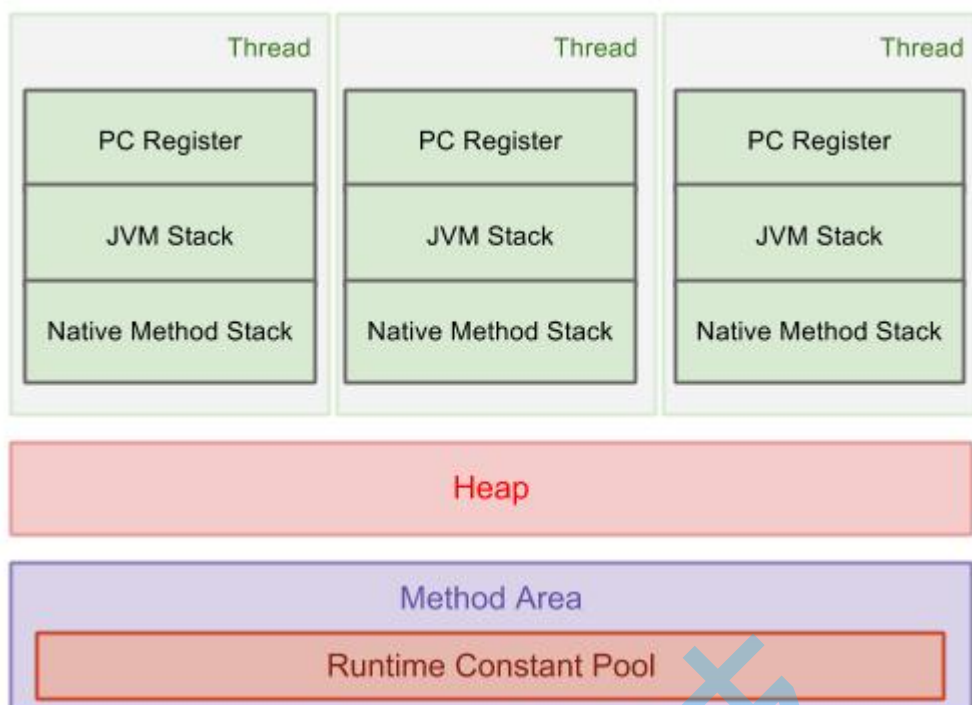 Thread Thread Thread
PC Register PC Register PC Register
JVM Stack JVM Stack JVM Stack
Native Method Stack Native Method Stack Native Method Stack
Heap
Method Area
Runtime Constant Pool